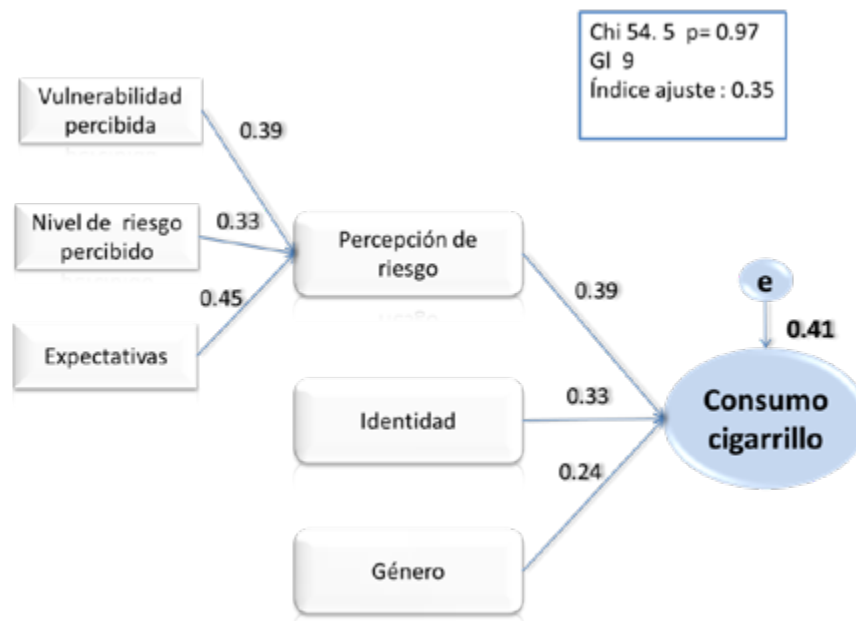 Chi 54. 5 p= 0.97
Gl 9
Índice ajuste : 0.35
Vulnerabilidad
percibida
0.39
Nivel de riesgo
percibido
0.33
Expectativas
0.45
Percepción de
riesgo
0.39
Identidad
0.33
Género
0.24
e
0.41
Consumo
cigarrillo